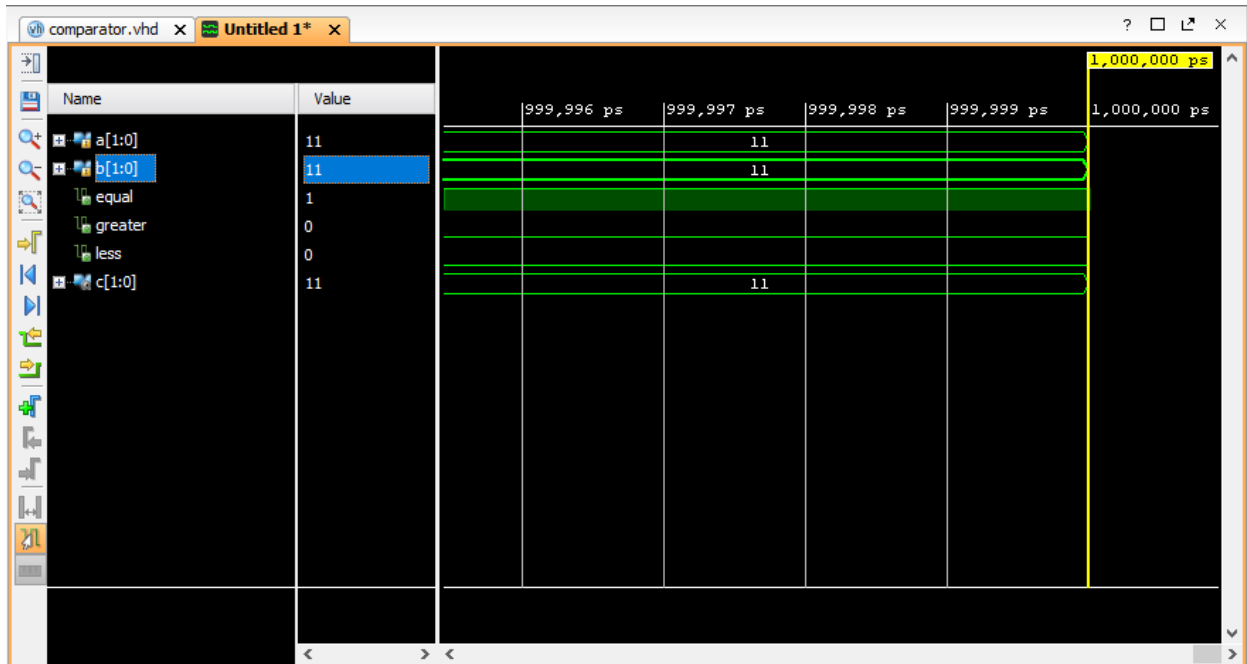 comparator.vhd Untitled 1*
1,000,000 ps
Name Value
999,996 ps 999,997 ps 999,998 ps 999,999 ps 1,000,000 ps
a[1:0] 11 11
b[1:0] 11 11
equal 1
greater 0
less 0
c[1:0] 11 11